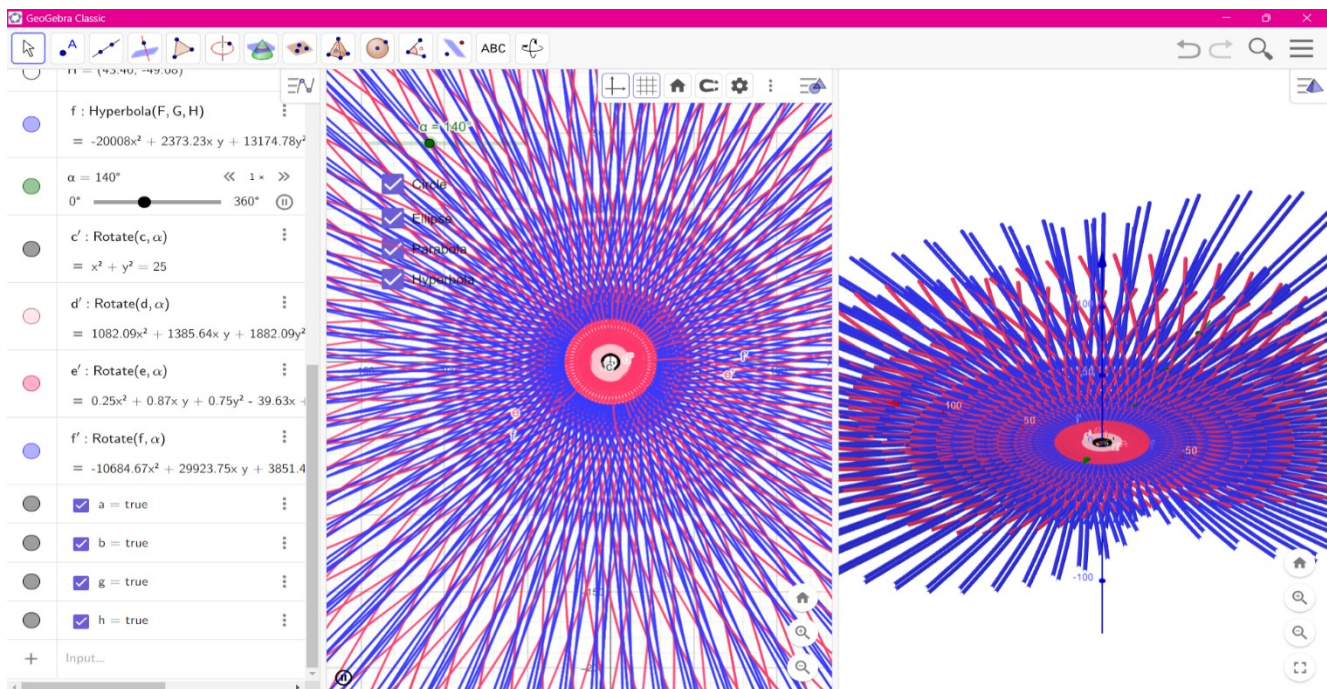 GeoGebra Classic
ABC
f : Hyperbola(F, G, H)
= -20008x² + 2373.23x y + 13174.78y²
α = 140°
1 ×
0°
360°
c′ : Rotate(c, α)
= x² + y² = 25
d′ : Rotate(d, α)
= 1082.09x² + 1385.64x y + 1882.09y²
e′ : Rotate(e, α)
= 0.25x² + 0.87x y + 0.75y² - 39.63x +
f′ : Rotate(f, α)
= -10684.67x² + 29923.75x y + 3851.4
a = true
b = true
g = true
h = true
Input...
α = 140°
Circle
Ellipse
Parabola
Hyperbola
100
50
100
50
-50
-100